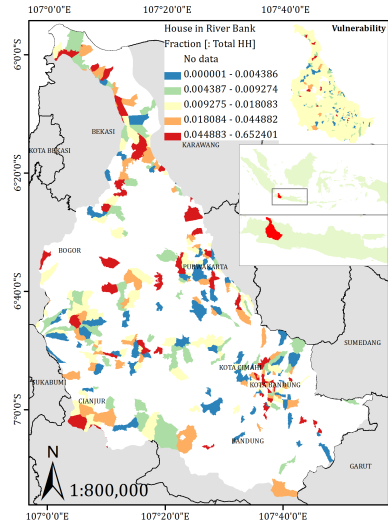 107°0'0"E 107°20'0"E 107°40'0"E
House in River Bank
Fraction [: Total HH]
No data
0.000001 - 0.004386
0.004387 - 0.009274
0.009275 - 0.018083
0.018084 - 0.044882
0.044883 - 0.652401
Vulnerability
6°0'0"S
BEKASI
KOTA BEKASI
KARAWANG
6°20'0"S
BOGOR
PURWAKARTA
6°40'0"S
SUMEDANG
KOTA CIMAHI
SUKABUMI
KOTA BANDUNG
CIANJUR
7°0'0"S
BANDUNG
GARUT
N
1:800,000
107°0'0"E 107°20'0"E 107°40'0"E